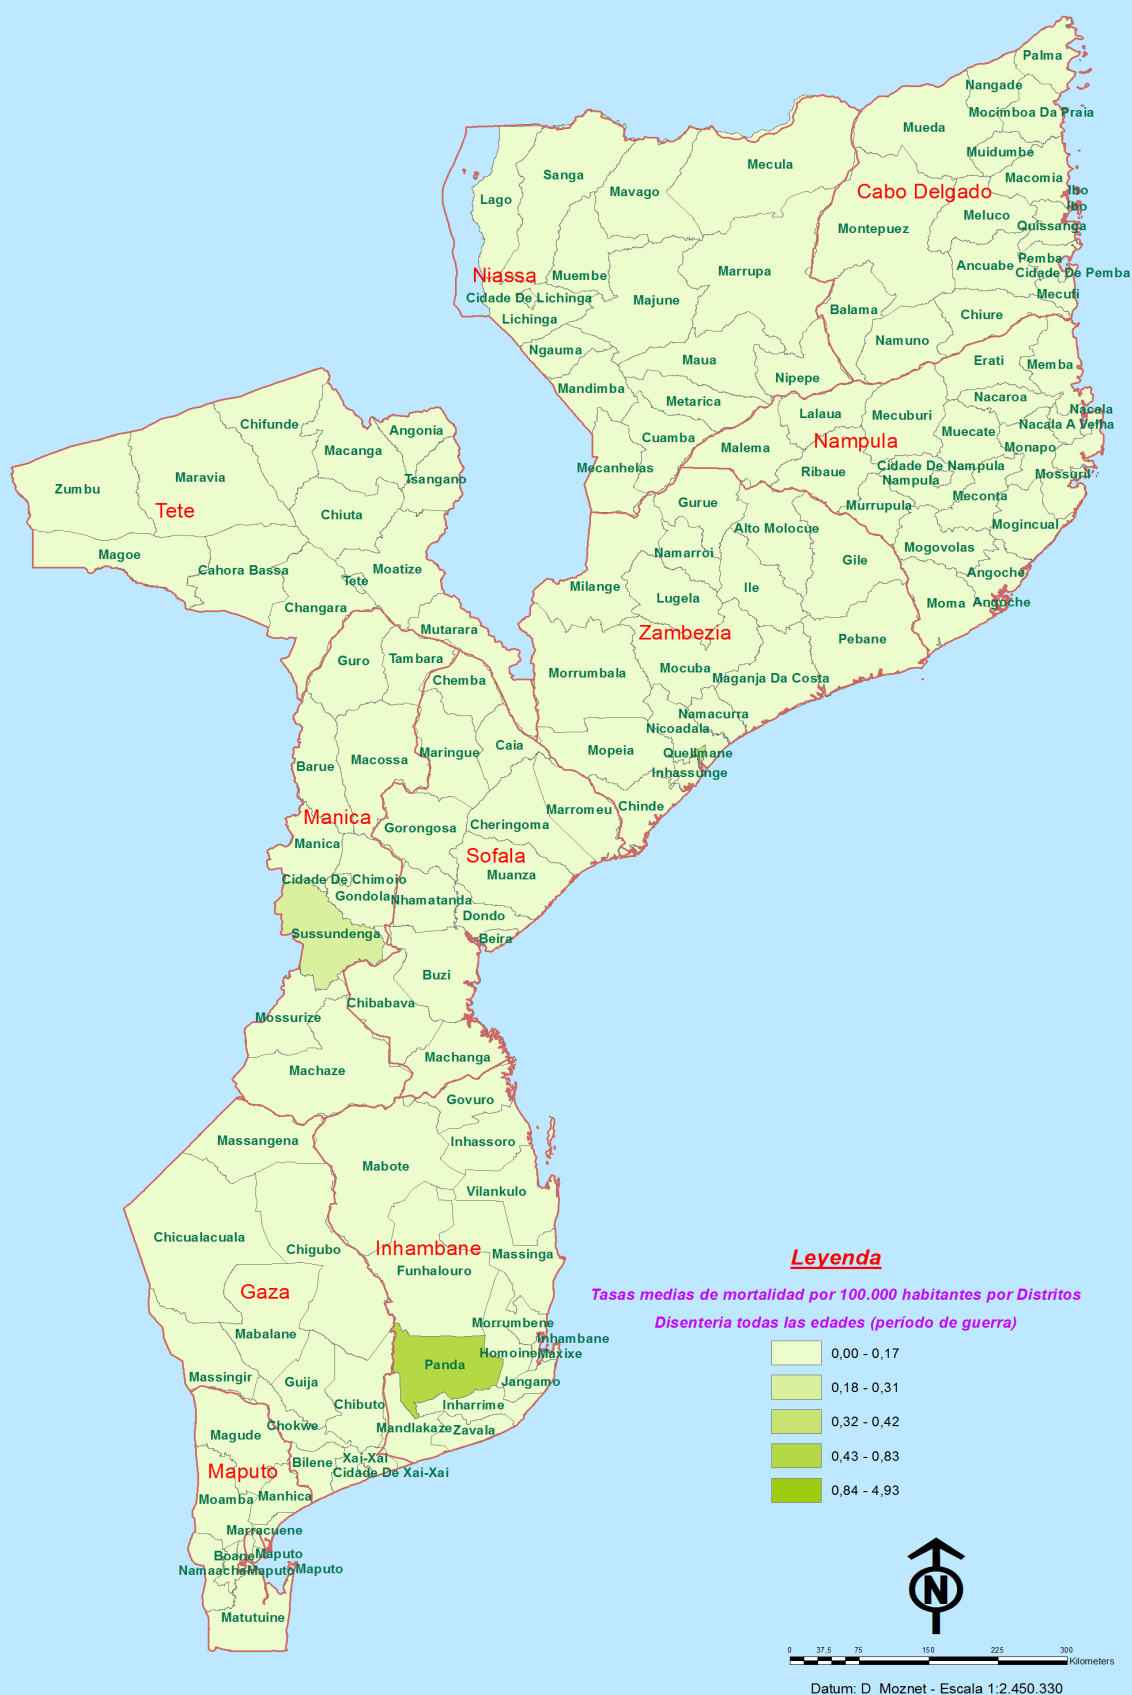 Palma
Nangade
Mocimboa Da Praia
Mueda
Muidumbe
Mecula
Sanga
Macomia
Mavago
Cabo Delgado
Ibo
Lago
Ibo
Meluco
Montepuez
Quissanga
Pemba
Ancuabe
Marrupa
Cidade De Pemba
Niassa
Muembe
Mecufi
Cidade De Lichinga
Majune
Balama
Chiure
Lichinga
Namuno
Ngauma
Maua
Erati
Memba
Nipepe
Mandimba
Nacaroa
Metarica
Nacala
Lalaua
Mecuburi
Chifunde
Nacala A Velha
Angonia
Muecate
Cuamba
Nampula
Malema
Monapo
Macanga
Cidade De Nampula
Mecanhelas
Ribaue
Mossuril
Maravia
Tsangano
Nampula
Zumbu
Meconta
Gurue
Murrupula
Tete
Chiuta
Mogincual
Alto Molocue
Mogovolas
Magoe
Namarroi
Gile
Cahora Bassa
Moatize
Angoche
Tete
Milange
Ile
Lugela
Changara
Moma
Angoche
Mutarara
Zambezia
Pebane
Guro
Tambara
Mocuba
Morrumbala
Chemba
Maganja Da Costa
Namacurra
Nicoadala
Caia
Mopeia
Maringue
Quelimane
Macossa
Barue
Inhassunge
Chinde
Marromeu
Manica
Gorongosa
Cheringoma
Manica
Sofala
Muanza
Cidade De Chimoio
Gondola
Nhamatanda
Dondo
Sussundenga
Beira
Buzi
Chibabava
Mossurize
Machanga
Machaze
Govuro
Massangena
Inhassoro
Mabote
Vilankulo
Chicualacuala
Chigubo
Inhambane
Massinga
Funhalouro
Gaza
Morrumbene
Mabalane
Inhambane
Homoine
Maxixe
Panda
Massingir
Guija
Jangamo
Chibuto
Inharrime
Chokwe
Mandlakaze
Zavala
Magude
Xai-Xai
Bilene
Maputo
Cidade De Xai-Xai
Moamba
Manhica
Marracuene
Boane
Maputo
Namaacha
Maputo
Maputo
Matutuine
Leyenda
Tasas medias de mortalidad por 100.000 habitantes por Distritos
Disenteria todas las edades (período de guerra)
0,00 - 0,17
0,18 - 0,31
0,32 - 0,42
0,43 - 0,83
0,84 - 4,93
N
0 37,5 75 150 225 300
Kilometers
Datum: D Moznet - Escala 1:2.450.330